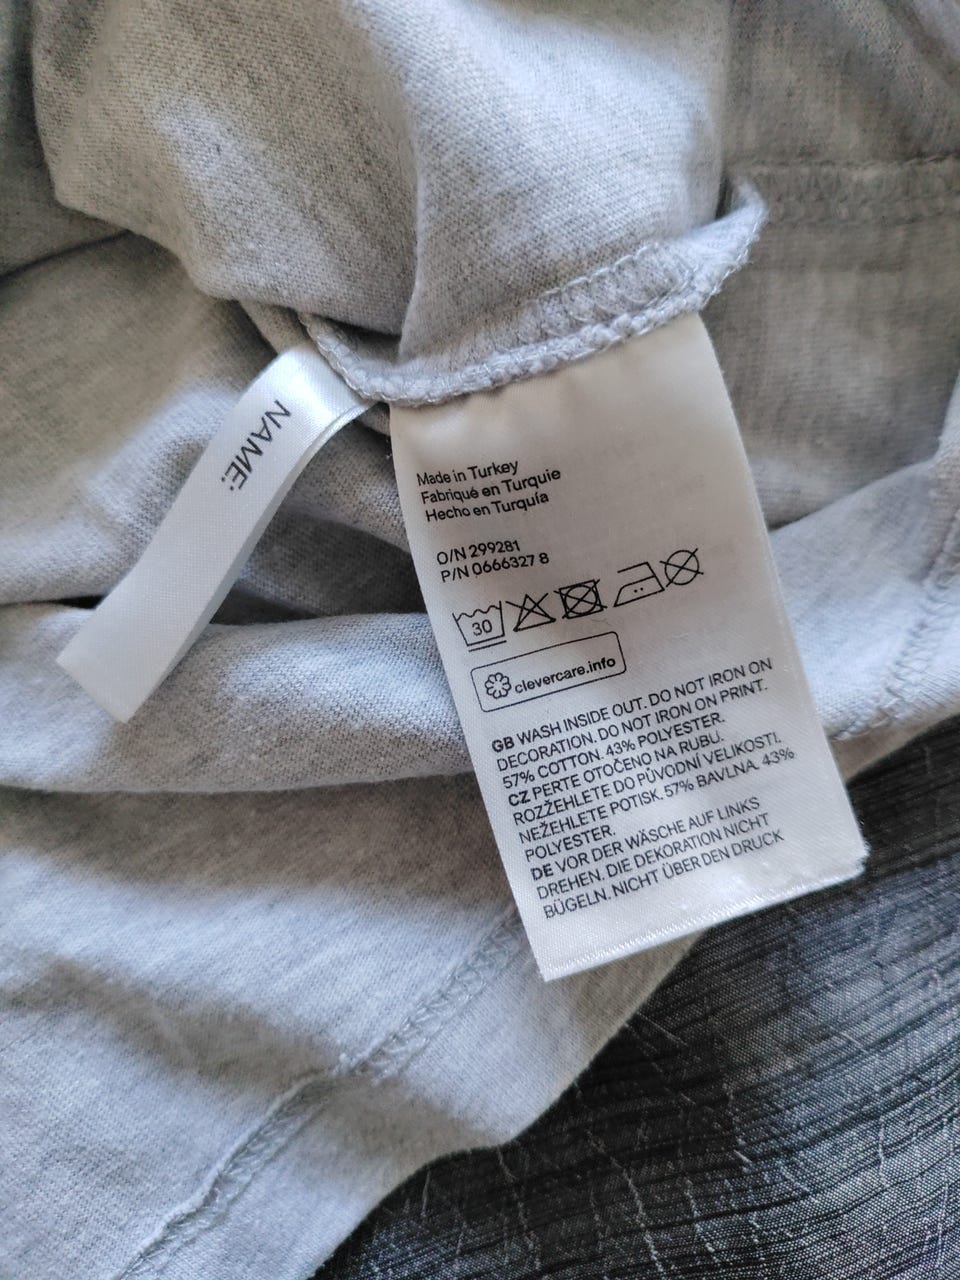 NAME:
Made in Turkey
Fabriqué en Turquie
Hecho en Turquía
O/N 299281
P/N 0666327 8
30
clevercare.info
GB WASH INSIDE OUT. DO NOT IRON ON
DECORATION. DO NOT IRON ON PRINT.
57% COTTON. 43% POLYESTER.
CZ PERTE OTOČENO NA RUBU.
ROZŽEHLETE DO PŮVODNÍ VELIKOSTI.
NEŽEHLETE POTISK. 57% BAVLNA. 43%
POLYESTER.
DE VOR DER WÄSCHE AUF LINKS
DREHEN. DIE DEKORATION NICHT
BÜGELN. NICHT ÜBER DEN DRUCK